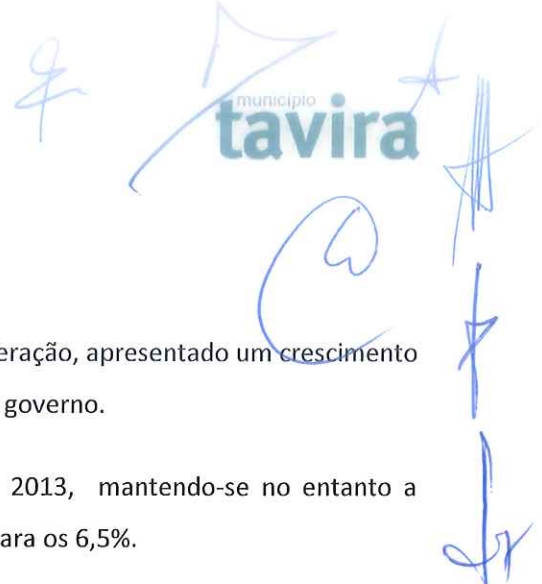 município
tavira
eração, apresentado um crescimento
governo.
2013, mantendo-se no entanto a
ara os 6,5%.